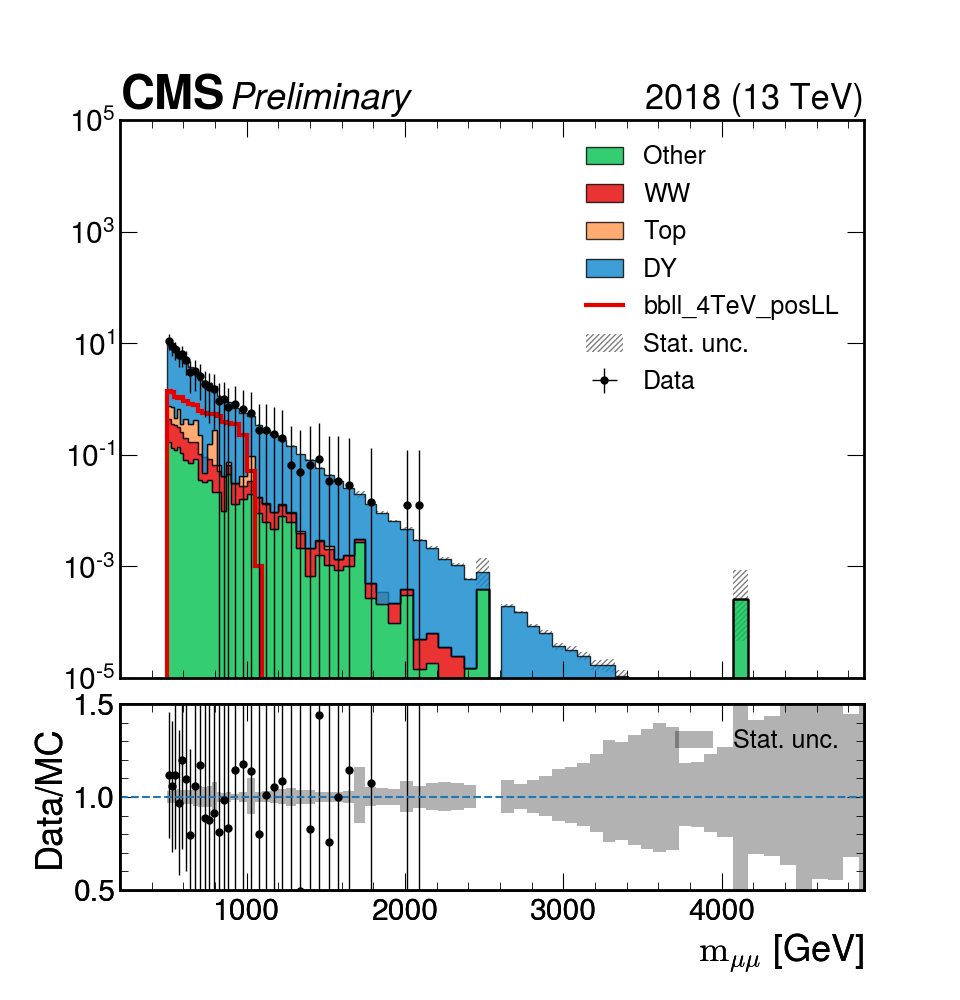 CMS Preliminary 2018 (13 TeV)
10^5
10^3
10^1
10^-1
10^-3
10^-5
Other
WW
Top
DY
bbll_4TeV_posLL
Stat. unc.
Data
1.5
1.0
0.5
Data/MC
Stat. unc.
1000 2000 3000 4000
m_μμ [GeV]